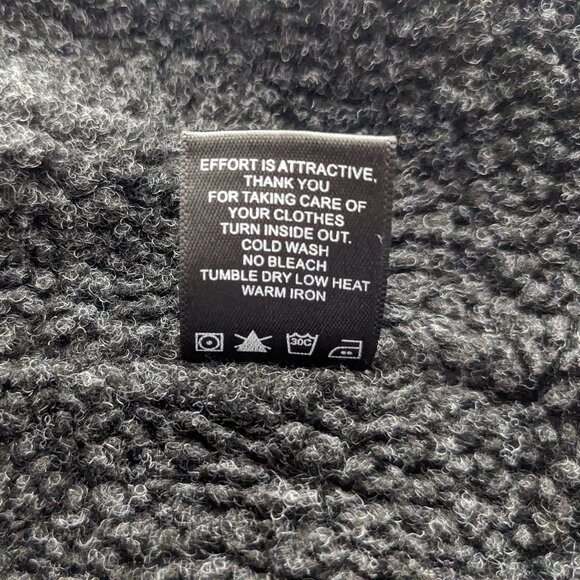 EFFORT IS ATTRACTIVE.
THANK YOU
FOR TAKING CARE OF
YOUR CLOTHES
TURN INSIDE OUT.
COLD WASH
NO BLEACH
TUMBLE DRY LOW HEAT
WARM IRON
30C